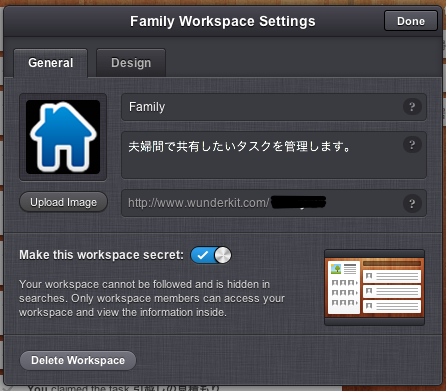 Family Workspace Settings
Done
General
Design
Family
?
夫婦間で共有したいタスクを管理します。
?
Upload Image
http://www.wunderkit.com/
?
Make this workspace secret:
Your workspace cannot be followed and is hidden in
searches. Only workspace members can access your
workspace and view the information inside.
Delete Workspace
You claimed the task